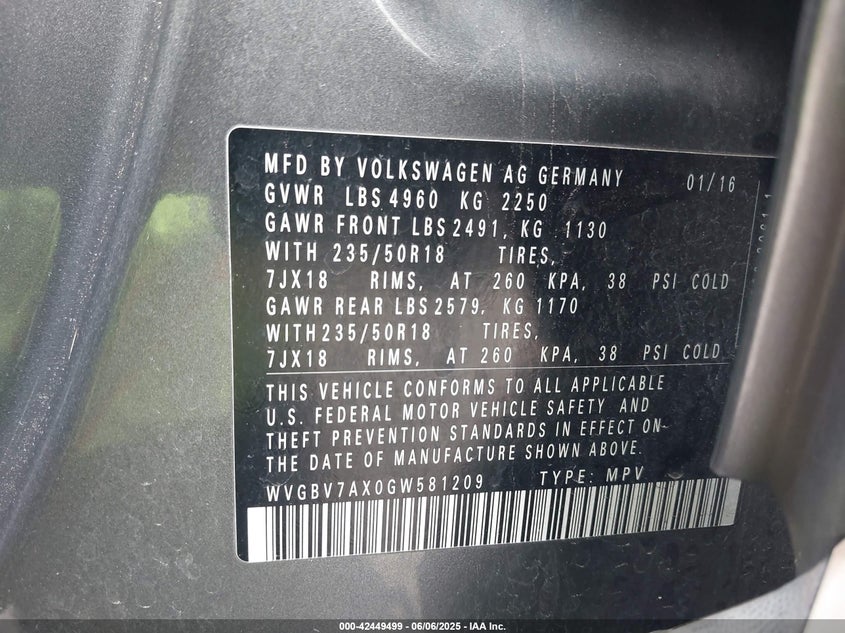 MFD BY VOLKSWAGEN AG GERMANY 01/16
GVWR LBS 4960 KG 2250
GAWR FRONT LBS 2491, KG 1130
WITH 235/50R18 TIRES,
7JX18 RIMS, AT 260 KPA, 38 PSI COLD
GAWR REAR LBS 2579, KG 1170
WITH 235/50R18 TIRES,
7JX18 RIMS, AT 260 KPA, 38 PSI COLD
THIS VEHICLE CONFORMS TO ALL APPLICABLE
U.S. FEDERAL MOTOR VEHICLE SAFETY AND
THEFT PREVENTION STANDARDS IN EFFECT ON
THE DATE OF MANUFACTURE SHOWN ABOVE.
WVGBV7AX0GW581209 TYPE: MPV
000-42449499 - 06/06/2025 - IAA Inc.